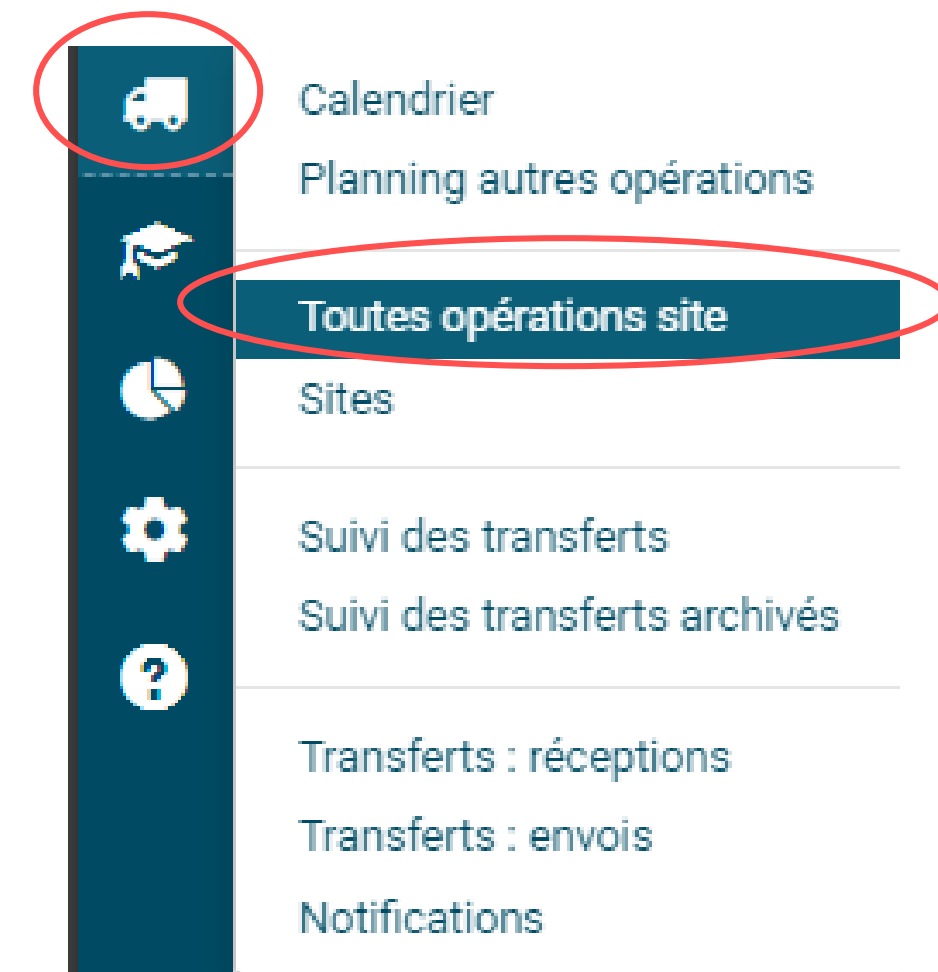 Calendrier
Planning autres opérations
Toutes opérations site
Sites
Suivi des transferts
Suivi des transferts archivés
Transferts : réceptions
Transferts : envois
Notifications